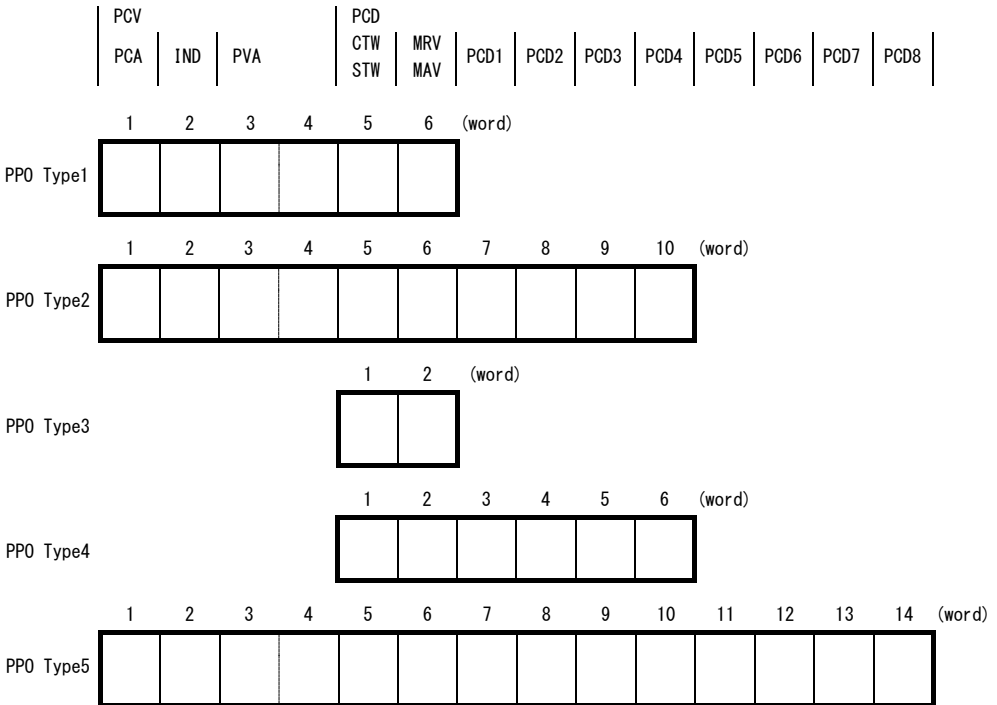 PCV PCD
PCA IND PVA CTW MRV PCD1 PCD2 PCD3 PCD4 PCD5 PCD6 PCD7 PCD8
STW MAV
1 2 3 4 5 6 (word)
PPO Type1
1 2 3 4 5 6 7 8 9 10 (word)
PPO Type2
1 2 (word)
PPO Type3
1 2 3 4 5 6 (word)
PPO Type4
1 2 3 4 5 6 7 8 9 10 11 12 13 14 (word)
PPO Type5